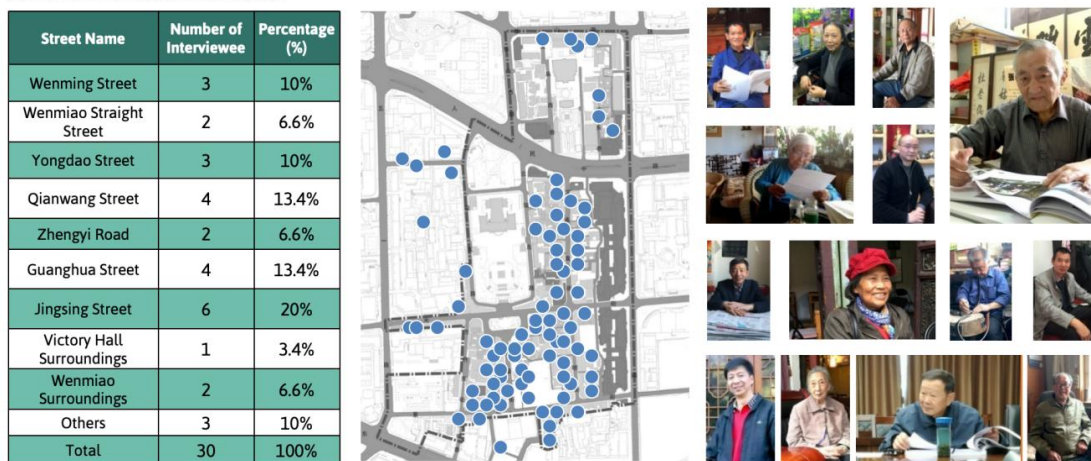 Street Name
Number of
Interviewee
Percentage
(%)
Wenming Street 3 10%
Wenmiao Straight
Street
2 6.6%
Yongdao Street 3 10%
Qianwang Street 4 13.4%
Zhengyi Road 2 6.6%
Guanghua Street 4 13.4%
Jingsing Street 6 20%
Victory Hall
Surroundings
1 3.4%
Wenmiao
Surroundings
2 6.6%
Others 3 10%
Total 30 100%